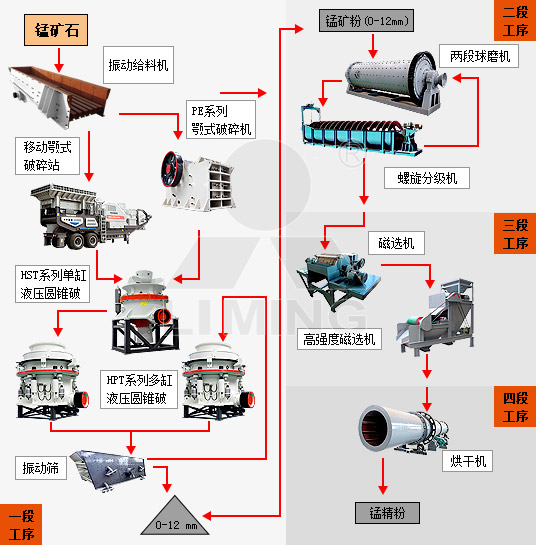 锰矿石
振动给料机
PE系列
颚式破碎机
移动颚式
破碎站
HST系列单缸
液压圆锥破
HPT系列多缸
液压圆锥破
振动筛
0-12 mm
一段
工序
锰矿粉(0-12mm)
二段
工序
两段球磨机
螺旋分级机
®
三段
工序
磁选机
高强度磁选机
LIMING
四段
工序
烘干机
锰精粉